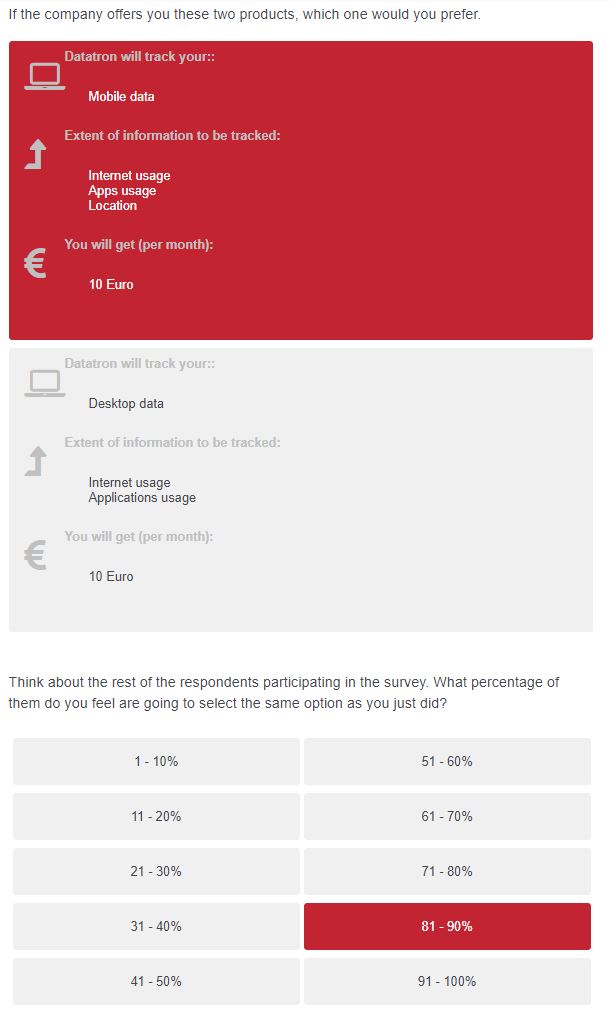 If the company offers you these two products, which one would you prefer.
Datatron will track your::
Mobile data
Extent of information to be tracked:
Internet usage
Apps usage
Location
You will get (per month):
€
10 Euro
Datatron will track your::
Desktop data
Extent of information to be tracked:
Internet usage
Applications usage
You will get (per month):
€
10 Euro
Think about the rest of the respondents participating in the survey. What percentage of
them do you feel are going to select the same option as you just did?
1 - 10%
51 - 60%
11 - 20%
61 - 70%
21 - 30%
71 - 80%
31 - 40%
81 - 90%
41 - 50%
91 - 100%